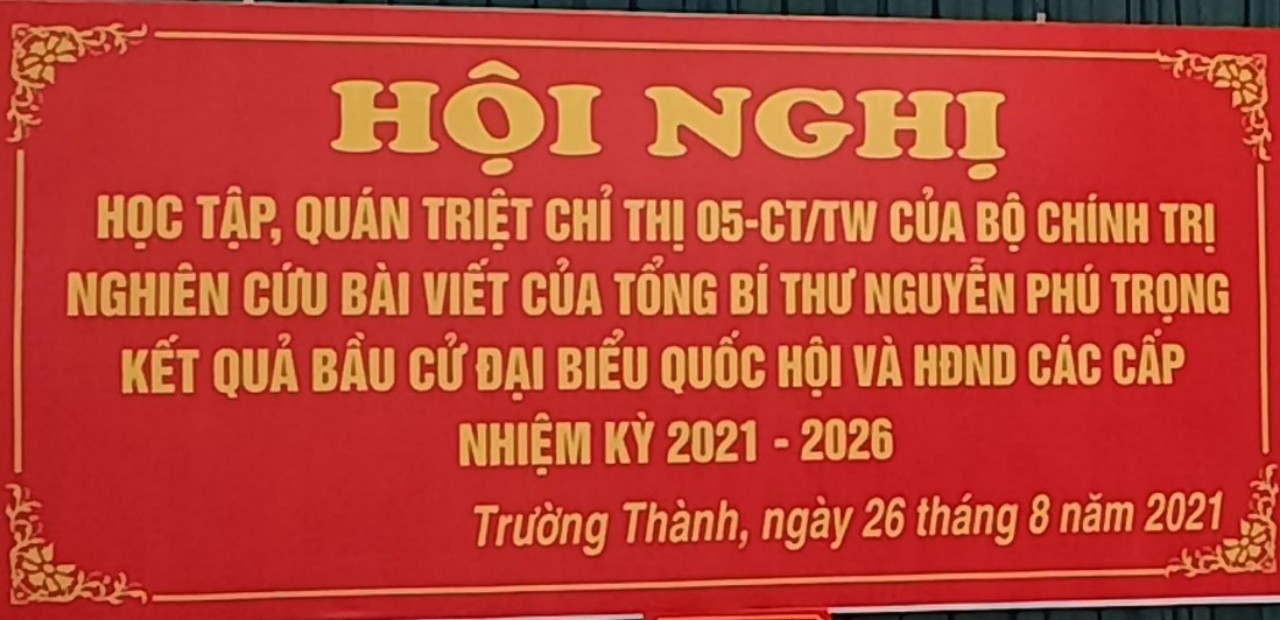 HỘI NGHỊ
HỌC TẬP, QUÁN TRIỆT CHỈ THỊ 05-CT/TW CỦA BỘ CHÍNH TRỊ
NGHIÊN CỨU BÀI VIẾT CỦA TỔNG BÍ THƯ NGUYỄN PHÚ TRỌNG
KẾT QUẢ BẦU CỬ ĐẠI BIỂU QUỐC HỘI VÀ HĐND CÁC CẤP
NHIỆM KỲ 2021 - 2026
Trường Thành, ngày 26 tháng 8 năm 2021